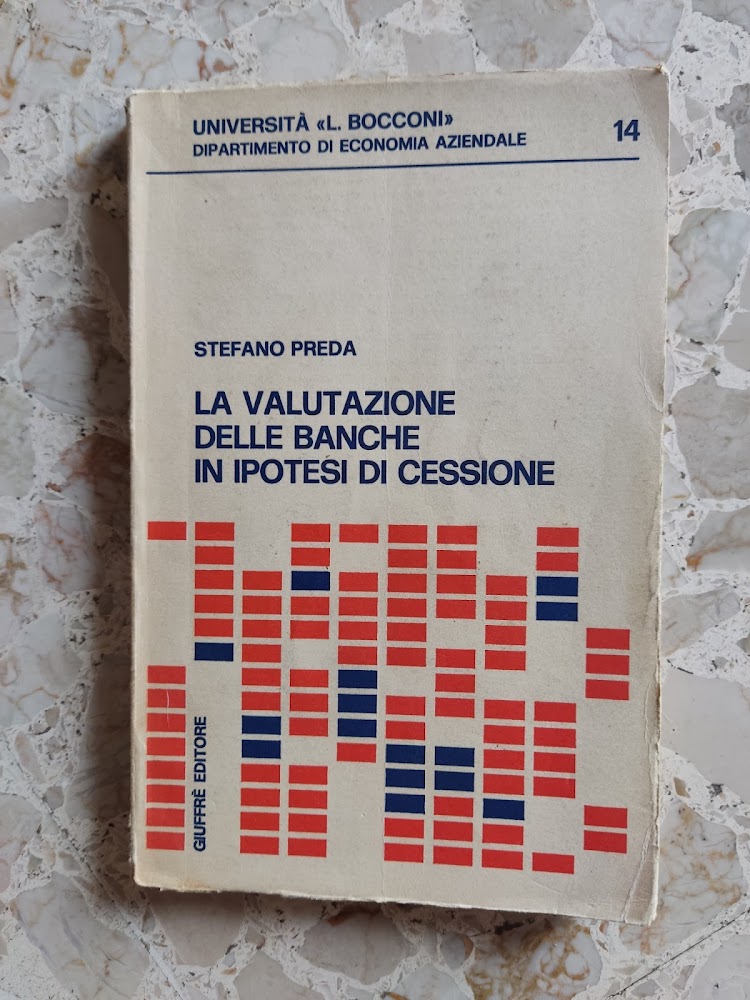 UNIVERSITÀ «L. BOCCONI»
DIPARTIMENTO DI ECONOMIA AZIENDALE
14
STEFANO PREDA
LA VALUTAZIONE
DELLE BANCHE
IN IPOTESI DI CESSIONE
GIUFFRÈ EDITORE